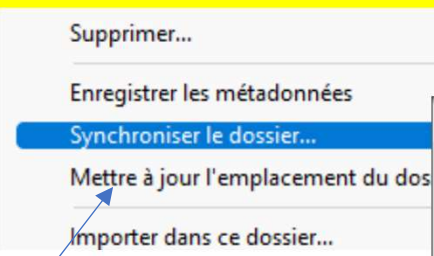 Supprimer...
Enregistrer les métadonnées
Synchroniser le dossier...
Mettre à jour l'emplacement du dos
Importer dans ce dossier...